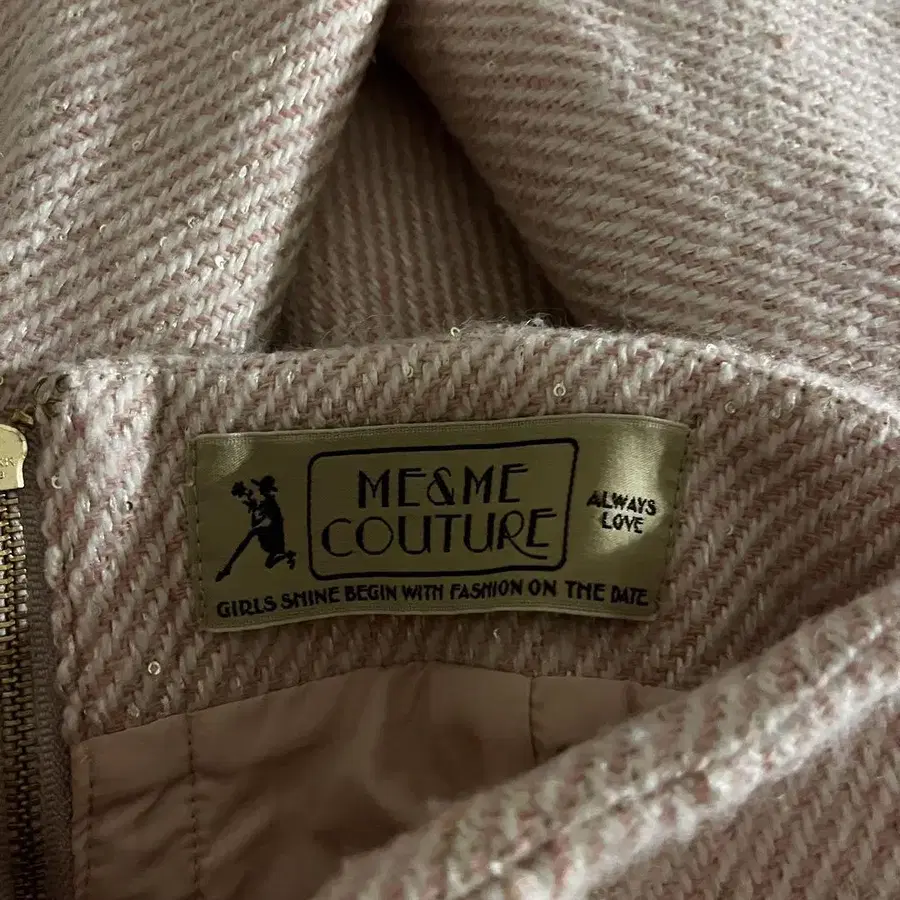 ME&ME
COUTURE
ALWAYS
LOVE
GIRLS SHINE BEGIN WITH FASHION ON THE DATE